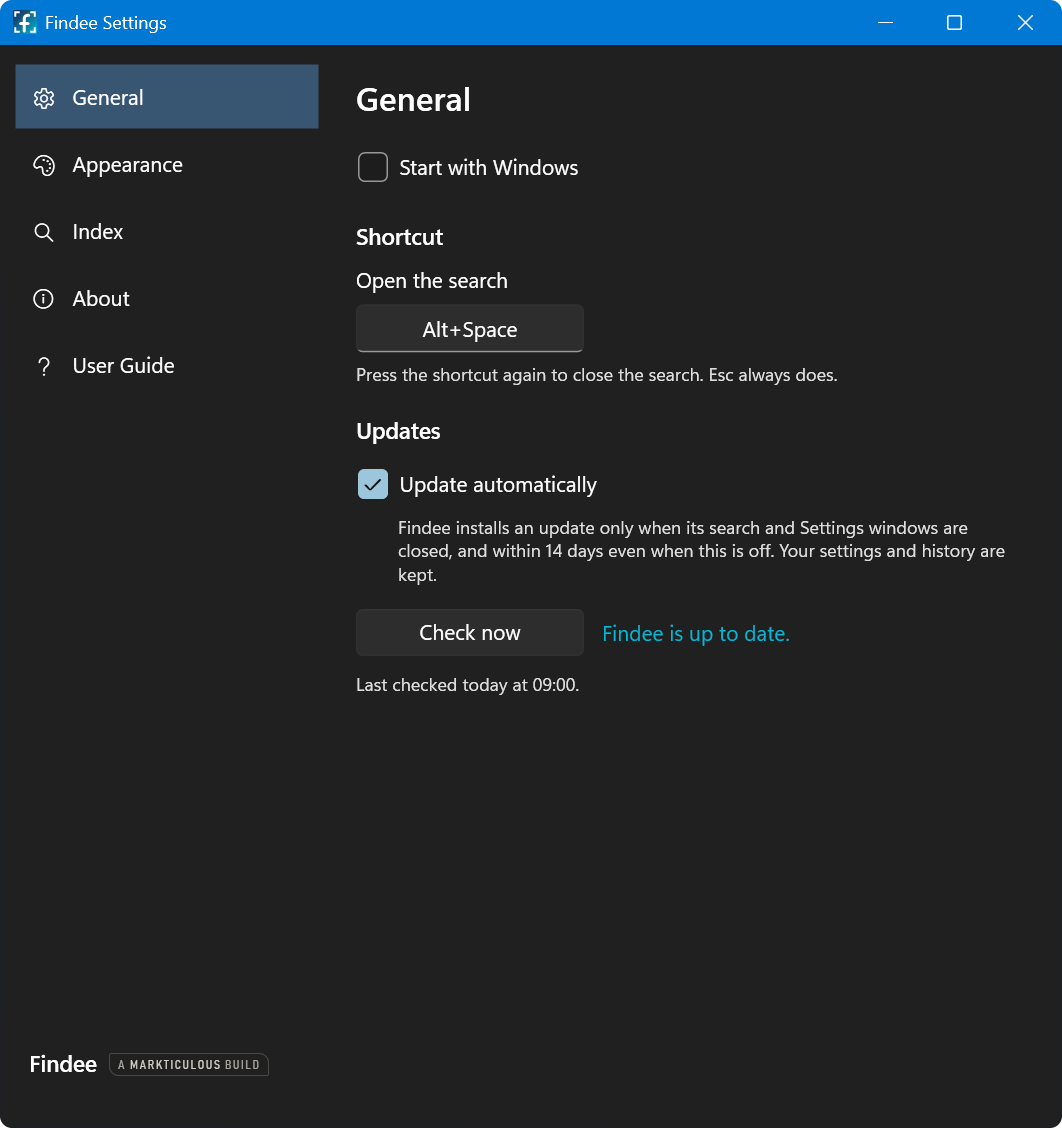 Findee Settings
General
Appearance
Index
About
User Guide
General
Start with Windows
Shortcut
Open the search
Alt+Space
Press the shortcut again to close the search. Esc always does.
Updates
Update automatically
Findee installs an update only when its search and Settings windows are
closed, and within 14 days even when this is off. Your settings and history are
kept.
Check now
Findee is up to date.
Last checked today at 09:00.
Findee
A MARKTICULOUS BUILD